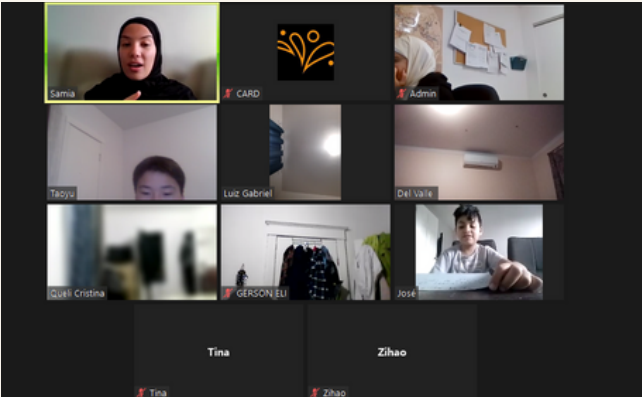 Samia
CARD
Admin
Taoyu
Luiz Gabriel
Del Valle
Queli Cristina
GERSON ELI
José
Tina
Zihao
Tina
Zihao